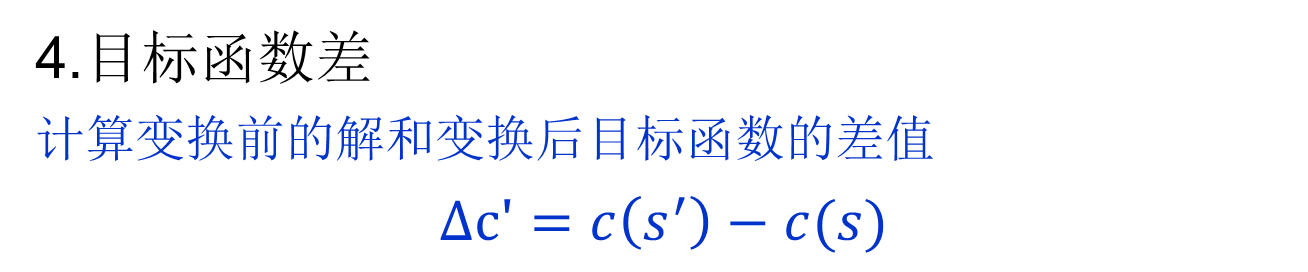 4.目标函数差
计算变换前的解和变换后目标函数的差值
Δc' = c(s′) − c(s)